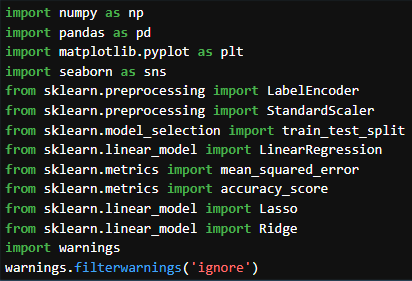 import numpy as np
import pandas as pd
import matplotlib.pyplot as plt
import seaborn as sns
from sklearn.preprocessing import LabelEncoder
from sklearn.preprocessing import StandardScaler
from sklearn.model_selection import train_test_split
from sklearn.linear_model import LinearRegression
from sklearn.metrics import mean_squared_error
from sklearn.metrics import accuracy_score
from sklearn.linear_model import Lasso
from sklearn.linear_model import Ridge
import warnings
warnings.filterwarnings('ignore')